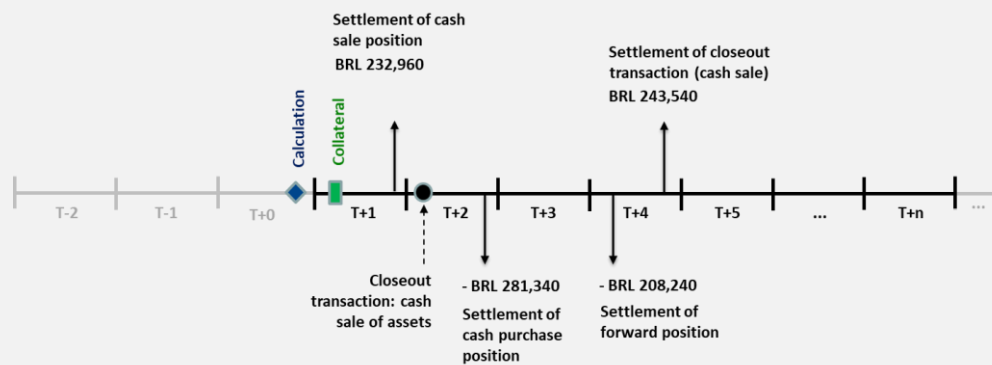 Settlement of cash
sale position
BRL 232,960
Settlement of closeout
transaction (cash sale)
BRL 243,540
Calculation
Collateral
T-2
T-1
T+0
T+1
T+2
T+3
T+4
T+5
...
T+n
...
Closeout
transaction: cash
sale of assets
- BRL 281,340
Settlement of
cash purchase
position
- BRL 208,240
Settlement of
forward position